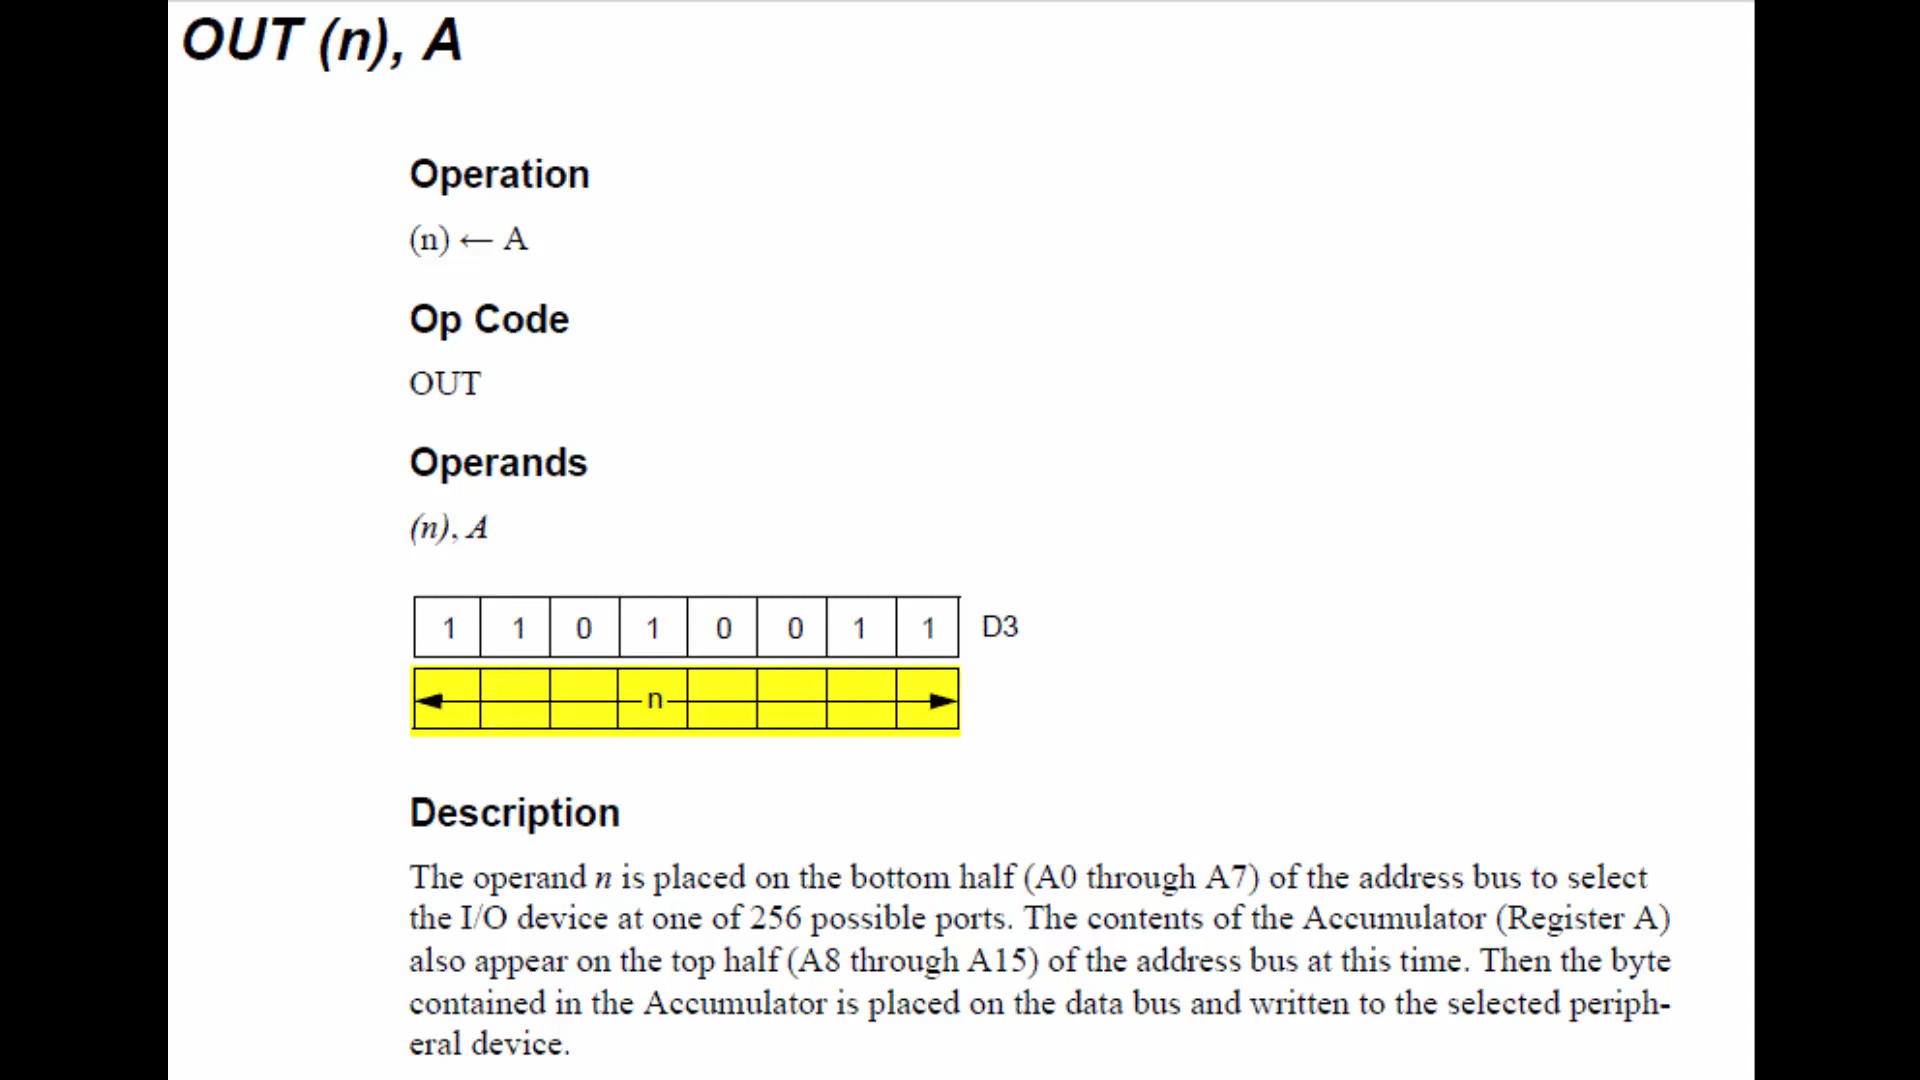 OUT (n), A
Operation
(n) ← A
Op Code
OUT
Operands
(n), A
1 1 0 1 0 0 1 1 D3
n
Description
The operand n is placed on the bottom half (A0 through A7) of the address bus to select
the I/O device at one of 256 possible ports. The contents of the Accumulator (Register A)
also appear on the top half (A8 through A15) of the address bus at this time. Then the byte
contained in the Accumulator is placed on the data bus and written to the selected periph-
eral device.